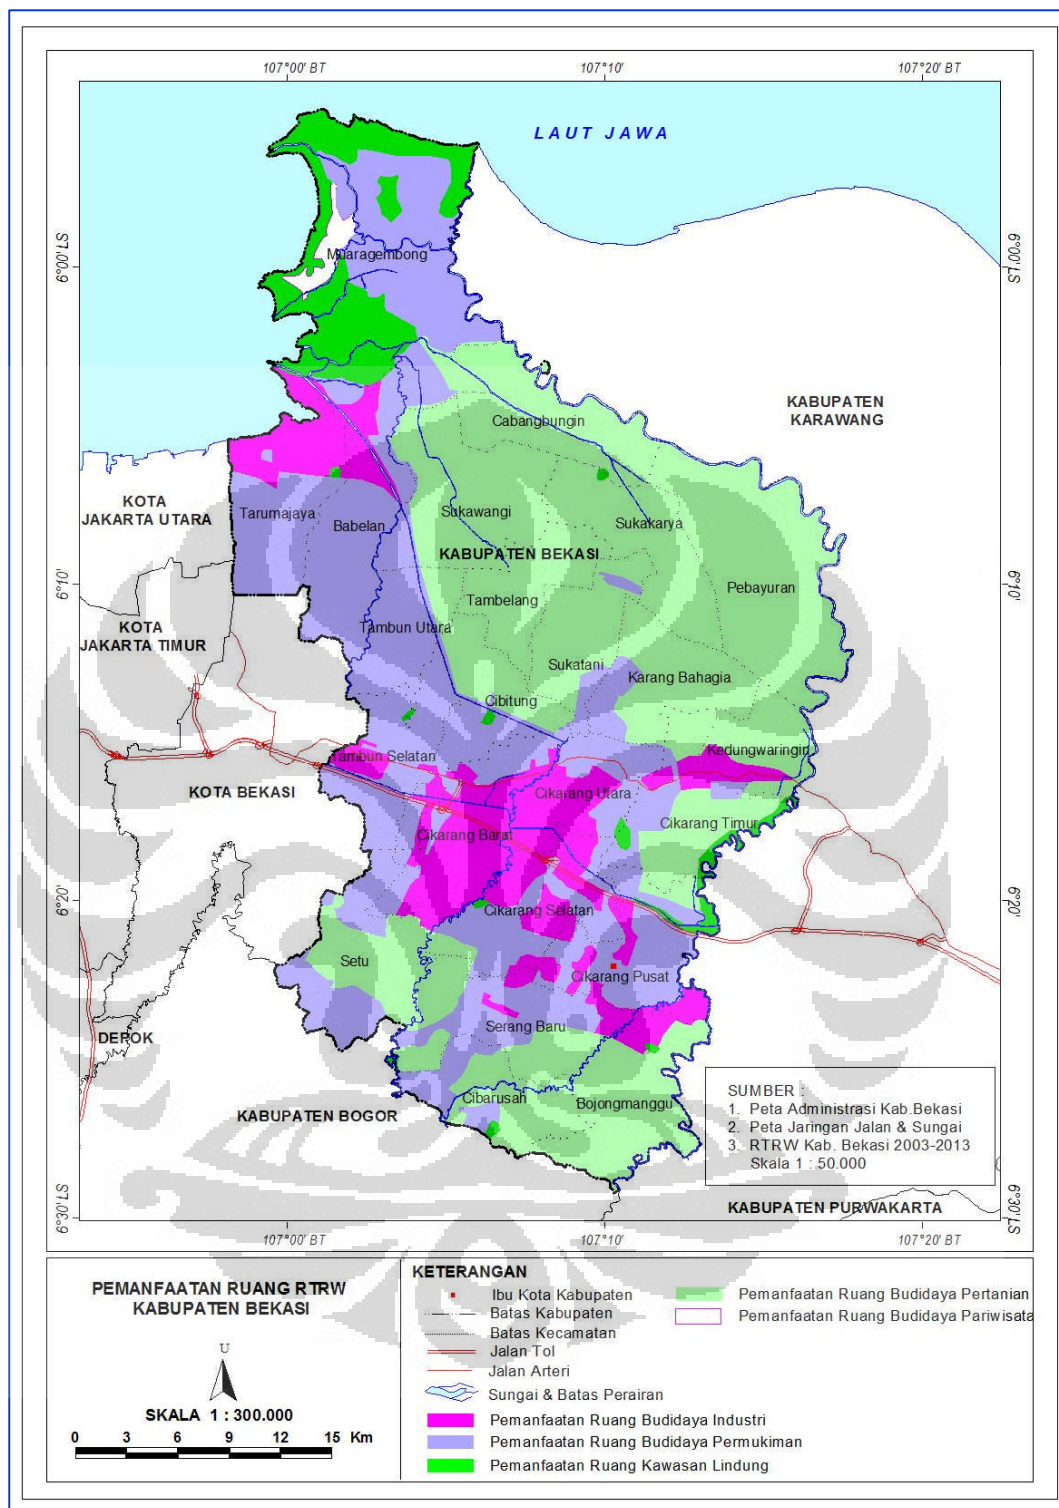 107°00' BT
107°10'
107°20' BT
LAUT JAWA
6°00' LS
6°00' LS
Muaragembong
KABUPATEN
KARAWANG
Cabangbungin
KOTA
JAKARTA UTARA
Tarumajaya
Babelan
Sukawangi
Sukakarya
KABUPATEN BEKASI
6°10'
6°10'
Pebayuran
Tambelang
KOTA
JAKARTA TIMUR
Tambun Utara
Sukatani
Karang Bahagia
Cibitung
Kedungwaringin
Tambun Selatan
KOTA BEKASI
Cikarang Utara
Cikarang Timur
Cikarang Barat
6°20'
6°20'
Cikarang Selatan
Setu
Cikarang Pusat
Serang Baru
DEPOK
Cibarusah
Bojongmanggu
KABUPATEN BOGOR
SUMBER :
1. Peta Administrasi Kab.Bekasi
2. Peta Jaringan Jalan & Sungai
3. RTRW Kab. Bekasi 2003-2013
Skala 1 : 50.000
KABUPATEN PURWAKARTA
6°30' LS
6°30' LS
107°00' BT
107°10'
107°20' BT
PEMANFAATAN RUANG RTRW
KABUPATEN BEKASI
U
SKALA 1 : 300.000
0 3 6 9 12 15 Km
KETERANGAN
Ibu Kota Kabupaten
Batas Kabupaten
Batas Kecamatan
Jalan Tol
Jalan Arteri
Sungai & Batas Perairan
Pemanfaatan Ruang Budidaya Industri
Pemanfaatan Ruang Budidaya Permukiman
Pemanfaatan Ruang Kawasan Lindung
Pemanfaatan Ruang Budidaya Pertanian
Pemanfaatan Ruang Budidaya Pariwisata